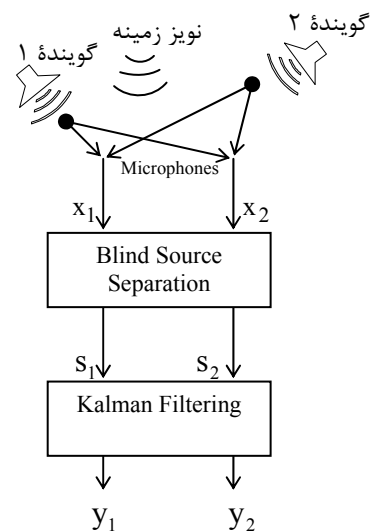 گویندهٔ ۲
نویز زمینه
گویندهٔ ۱
Microphones
x₁ x₂
Blind Source
Separation
s₁ s₂
Kalman Filtering
y₁ y₂